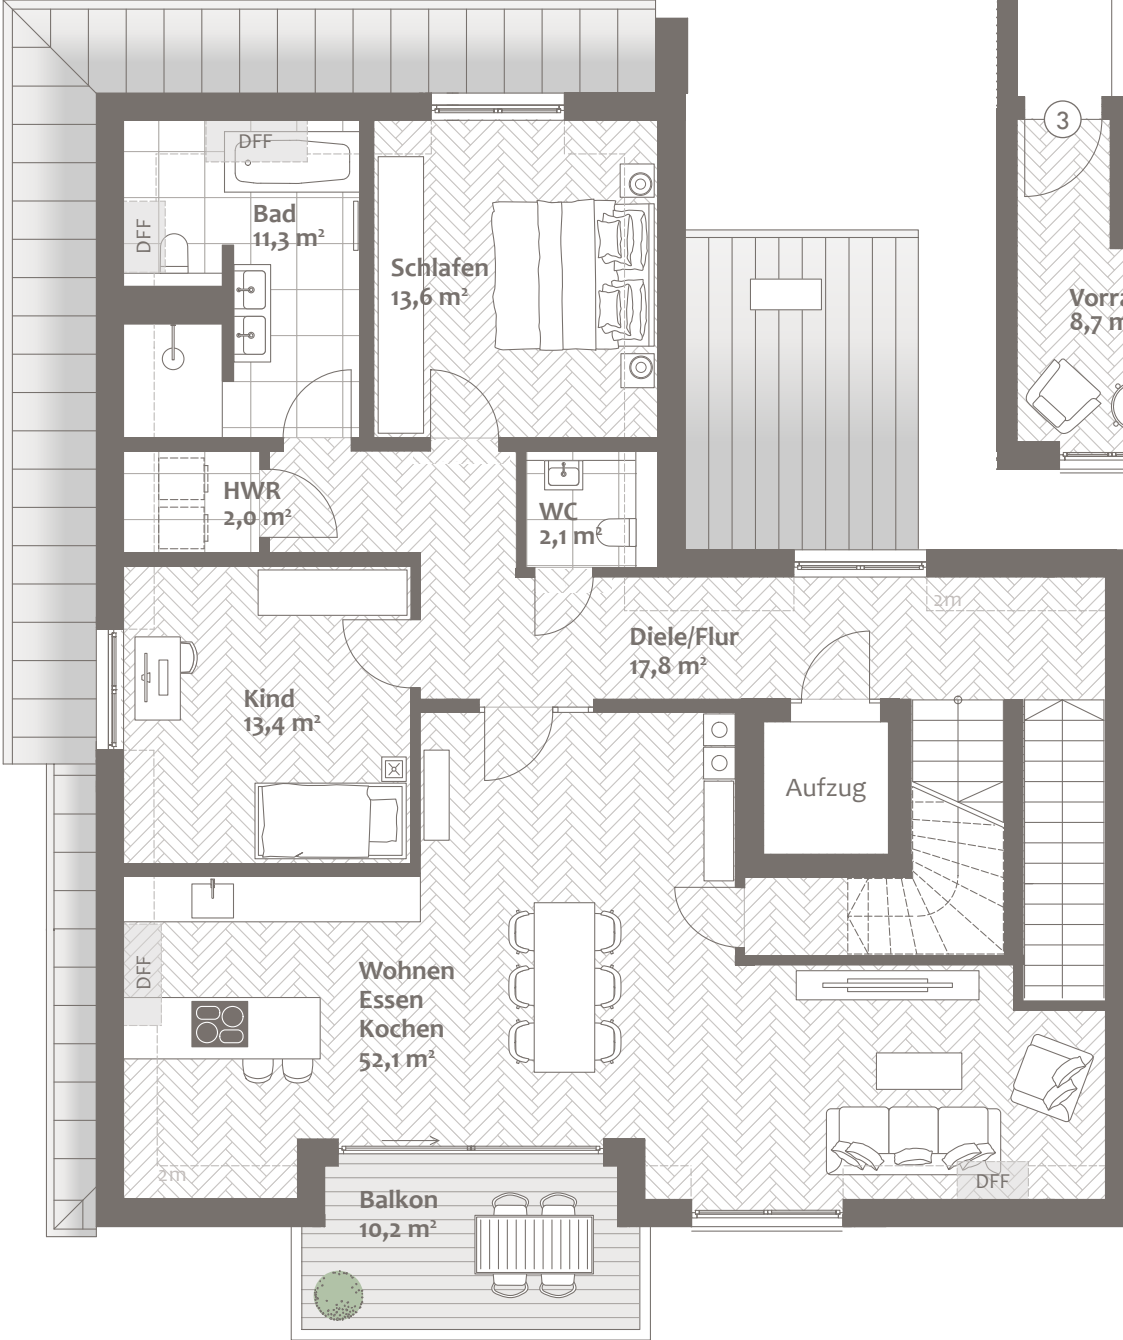 3
DFF
Bad
11,3 m²
DFF
Schlafen
13,6 m²
Vorra
8,7 m
HWR
2,0 m²
WC
2,1 m²
2m
Diele/Flur
17,8 m²
Kind
13,4 m²
Aufzug
DFF
Wohnen
Essen
Kochen
52,1 m²
2m
DFF
Balkon
10,2 m²